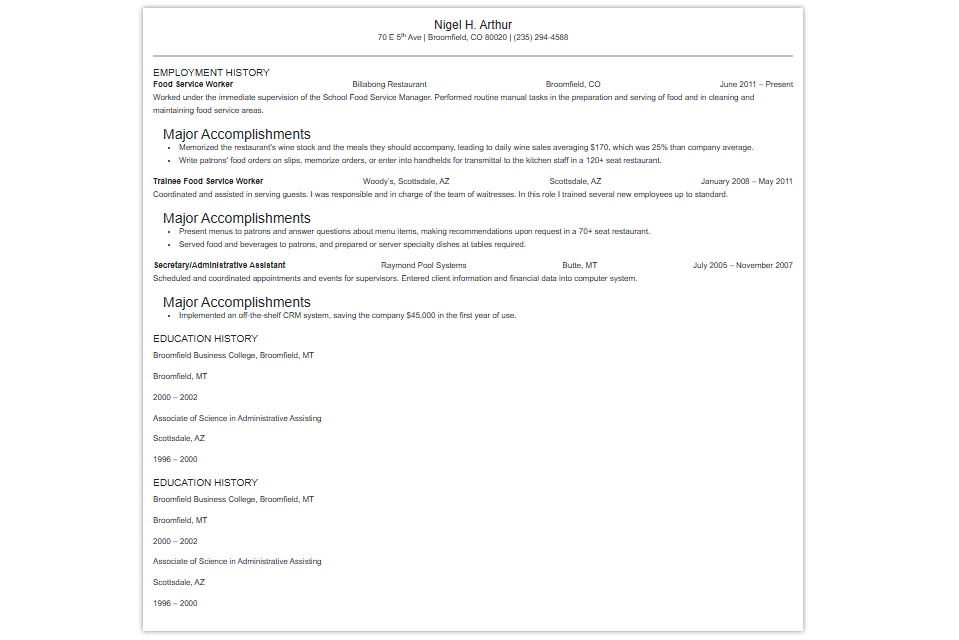 Nigel H. Arthur
70 E 5th Ave | Broomfield, CO 80020 | (235) 294-4588
EMPLOYMENT HISTORY
Food Service Worker Billabong Restaurant Broomfield, CO June 2011 – Present
Worked under the immediate supervision of the School Food Service Manager. Performed routine manual tasks in the preparation and serving of food and in cleaning and
maintaining food service areas.
Major Accomplishments
• Memorized the restaurant's wine stock and the meals they should accompany, leading to daily wine sales averaging $170, which was 25% than company average.
• Write patrons' food orders on slips, memorize orders, or enter into handhelds for transmittal to the kitchen staff in a 120+ seat restaurant.
Trainee Food Service Worker Woody's, Scottsdale, AZ Scottsdale, AZ January 2008 – May 2011
Coordinated and assisted in serving guests. I was responsible and in charge of the team of waitresses. In this role I trained several new employees up to standard.
Major Accomplishments
• Present menus to patrons and answer questions about menu items, making recommendations upon request in a 70+ seat restaurant.
• Served food and beverages to patrons, and prepared or server specialty dishes at tables required.
Secretary/Administrative Assistant Raymond Pool Systems Butte, MT July 2005 – November 2007
Scheduled and coordinated appointments and events for supervisors. Entered client information and financial data into computer system.
Major Accomplishments
• Implemented an off-the-shelf CRM system, saving the company $45,000 in the first year of use.
EDUCATION HISTORY
Broomfield Business College, Broomfield, MT
Broomfield, MT
2000 – 2002
Associate of Science in Administrative Assisting
Scottsdale, AZ
1996 – 2000
EDUCATION HISTORY
Broomfield Business College, Broomfield, MT
Broomfield, MT
2000 – 2002
Associate of Science in Administrative Assisting
Scottsdale, AZ
1996 – 2000